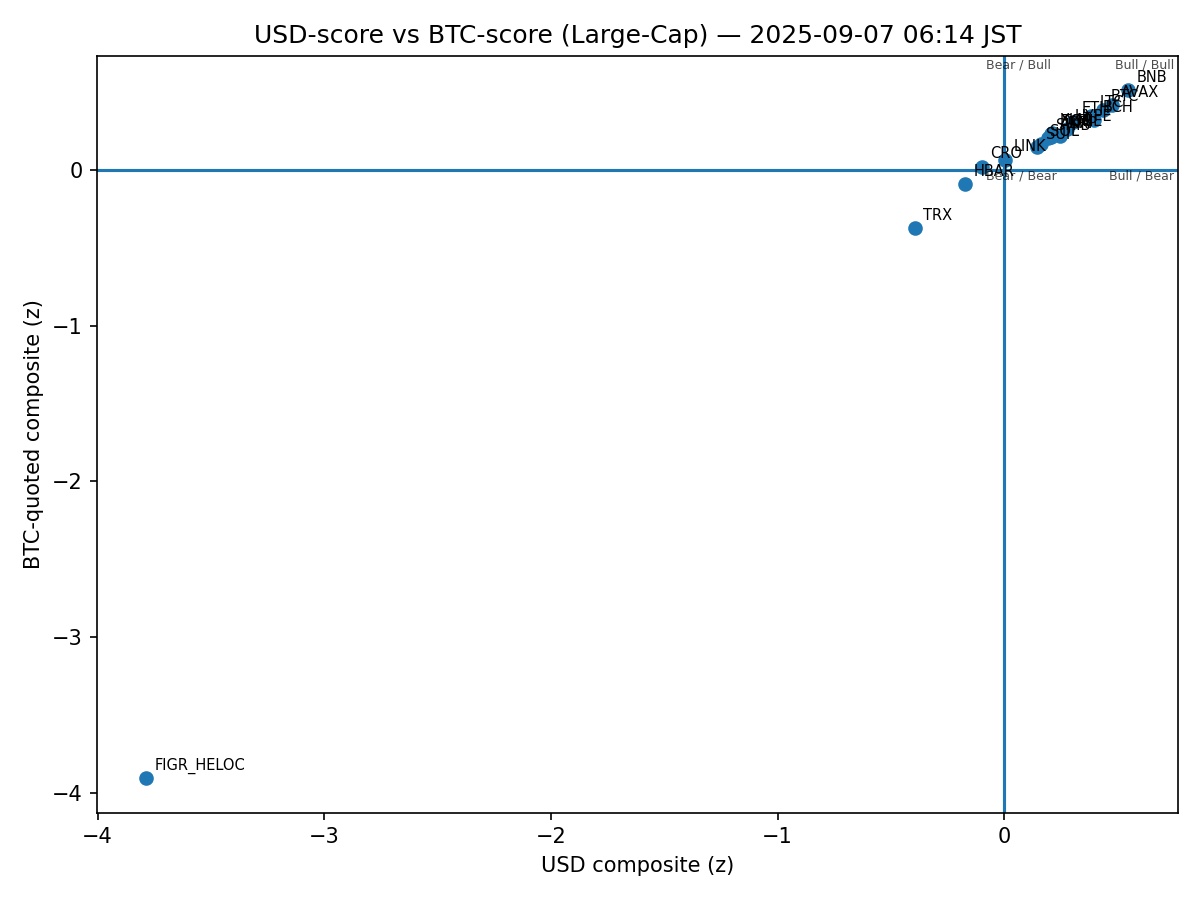 USD-score vs BTC-score (Large-Cap) — 2025-09-07 06:14 JST
Bear / Bull
Bull / Bull
BNB
AVAX
BTC
LTC
BCH
ETH
LINK
CRO
HBAR
Bear / Bear
Bull / Bear
TRX
FIGR_HELOC
0
−1
−2
−3
−4
BTC-quoted composite (z)
−4
−3
−2
−1
0
USD composite (z)